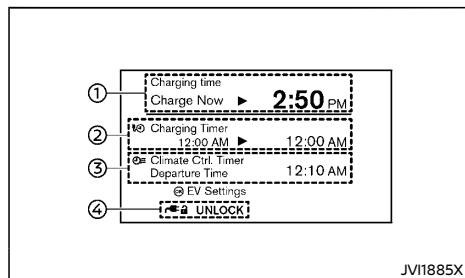 ① Charging time
Charge Now ▶ 2:50 PM
② Charging Timer
12:00 AM ▶ 12:00 AM
③ Climate Ctrl. Timer
Departure Time 12:10 AM
OK EV Settings
④ UNLOCK
JVI1885X